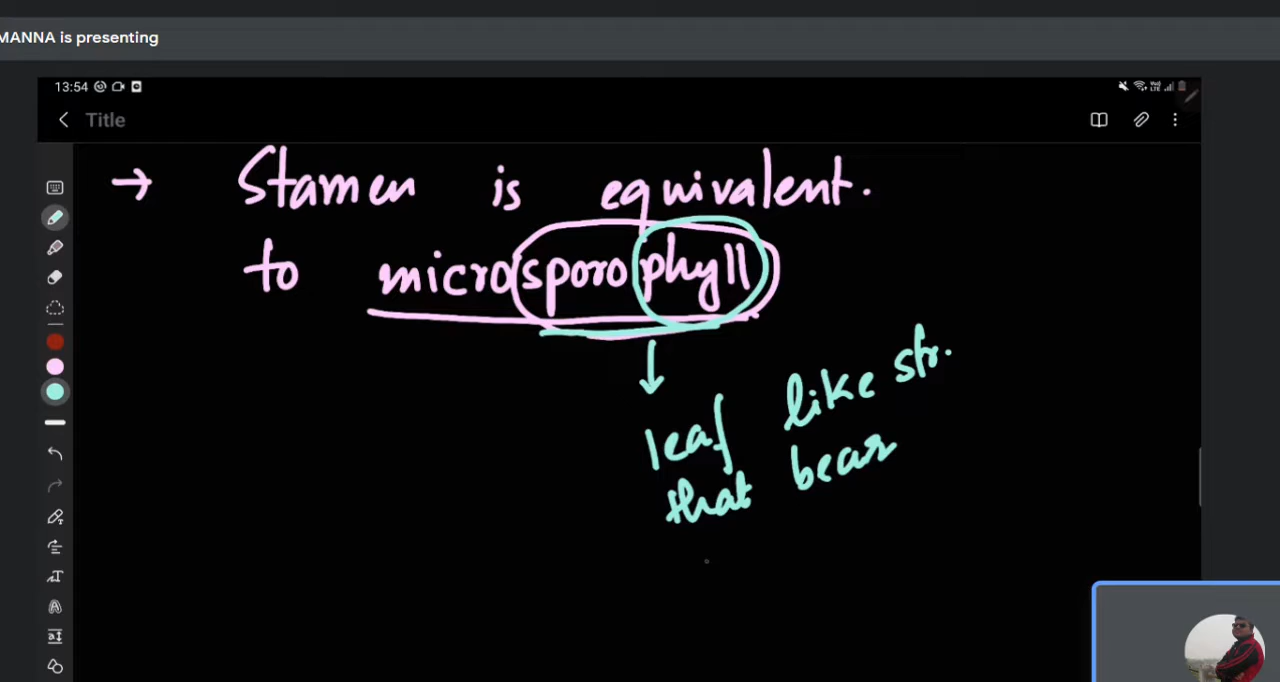 MANNA is presenting
13:54
Title
→ Stamen is equivalent.
to microsporophyll
↓
leaf like str.
that bear